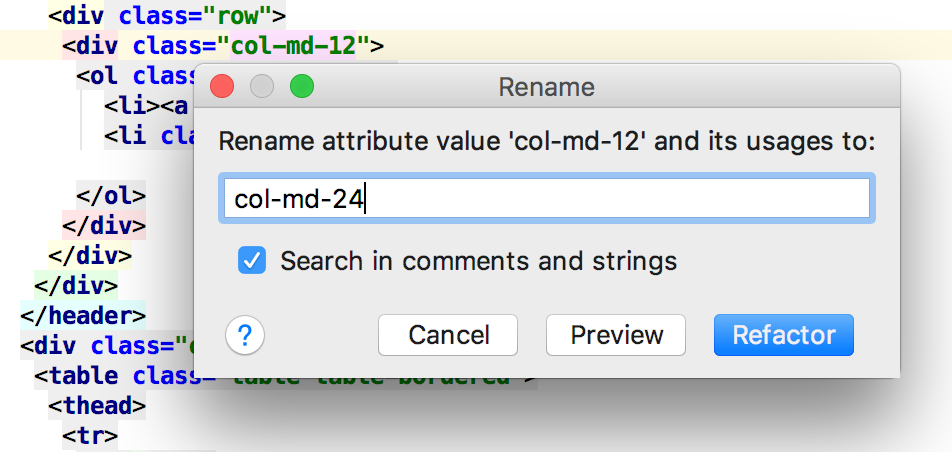 <div class="row">
<div class="col-md-12">
<ol class
<li><a
<li cla
</ol>
</div>
</div>
</div>
</header>
<div class="
<table class="table table-bordered">
<thead>
<tr>
Rename
Rename attribute value 'col-md-12' and its usages to:
col-md-24
Search in comments and strings
? Cancel Preview Refactor